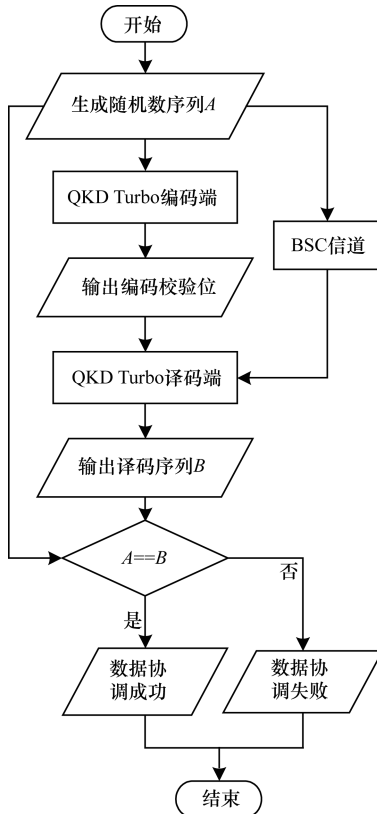 开始
生成随机数序列A
QKD Turbo编码端
BSC信道
输出编码校验位
QKD Turbo译码端
输出译码序列B
A==B
否
是
数据协
调成功
数据协
调失败
结束